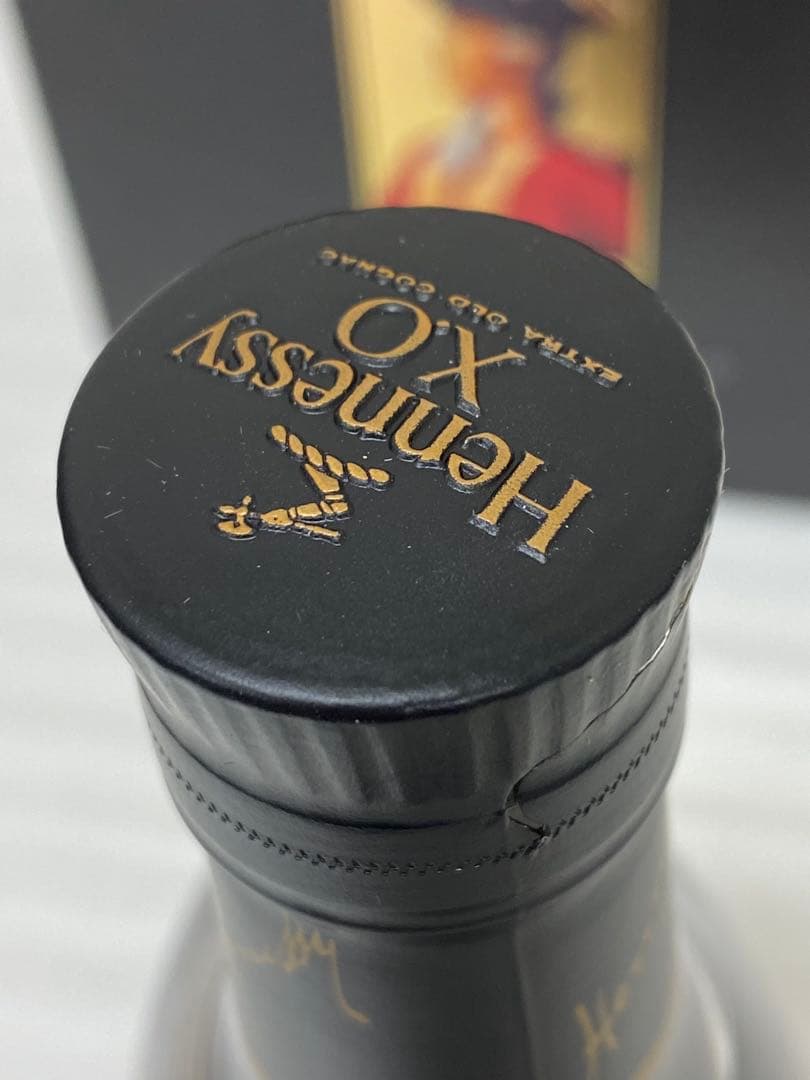 Hennessy
X.O
EXTRA OLD COGNAC